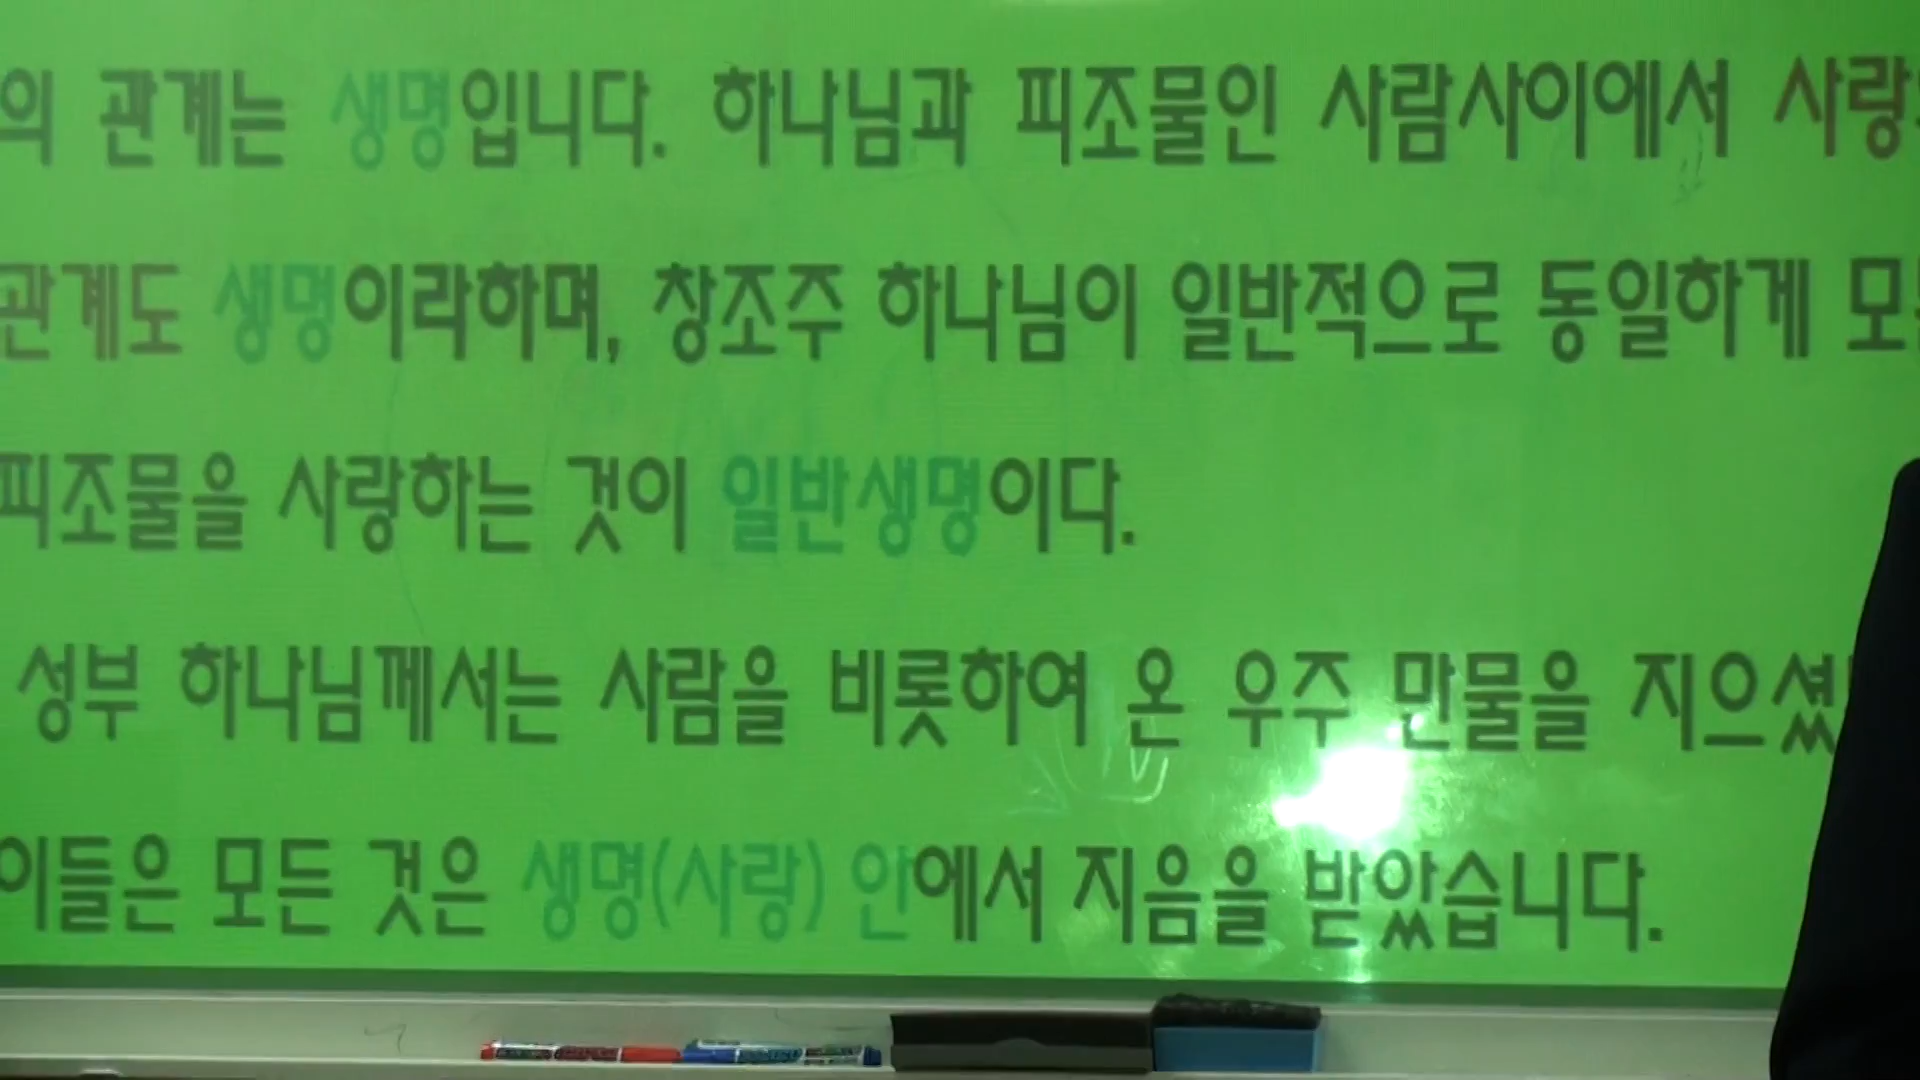 의 관계는 생명입니다. 하나님과 피조물인 사람사이에서 사랑
관계도 생명이라하며, 창조주 하나님이 일반적으로 동일하게 모
피조물을 사랑하는 것이 일반생명이다.
성부 하나님께서는 사람을 비롯하여 온 우주 만물을 지으셨
이들은 모든 것은 생명(사랑) 안에서 지음을 받았습니다.